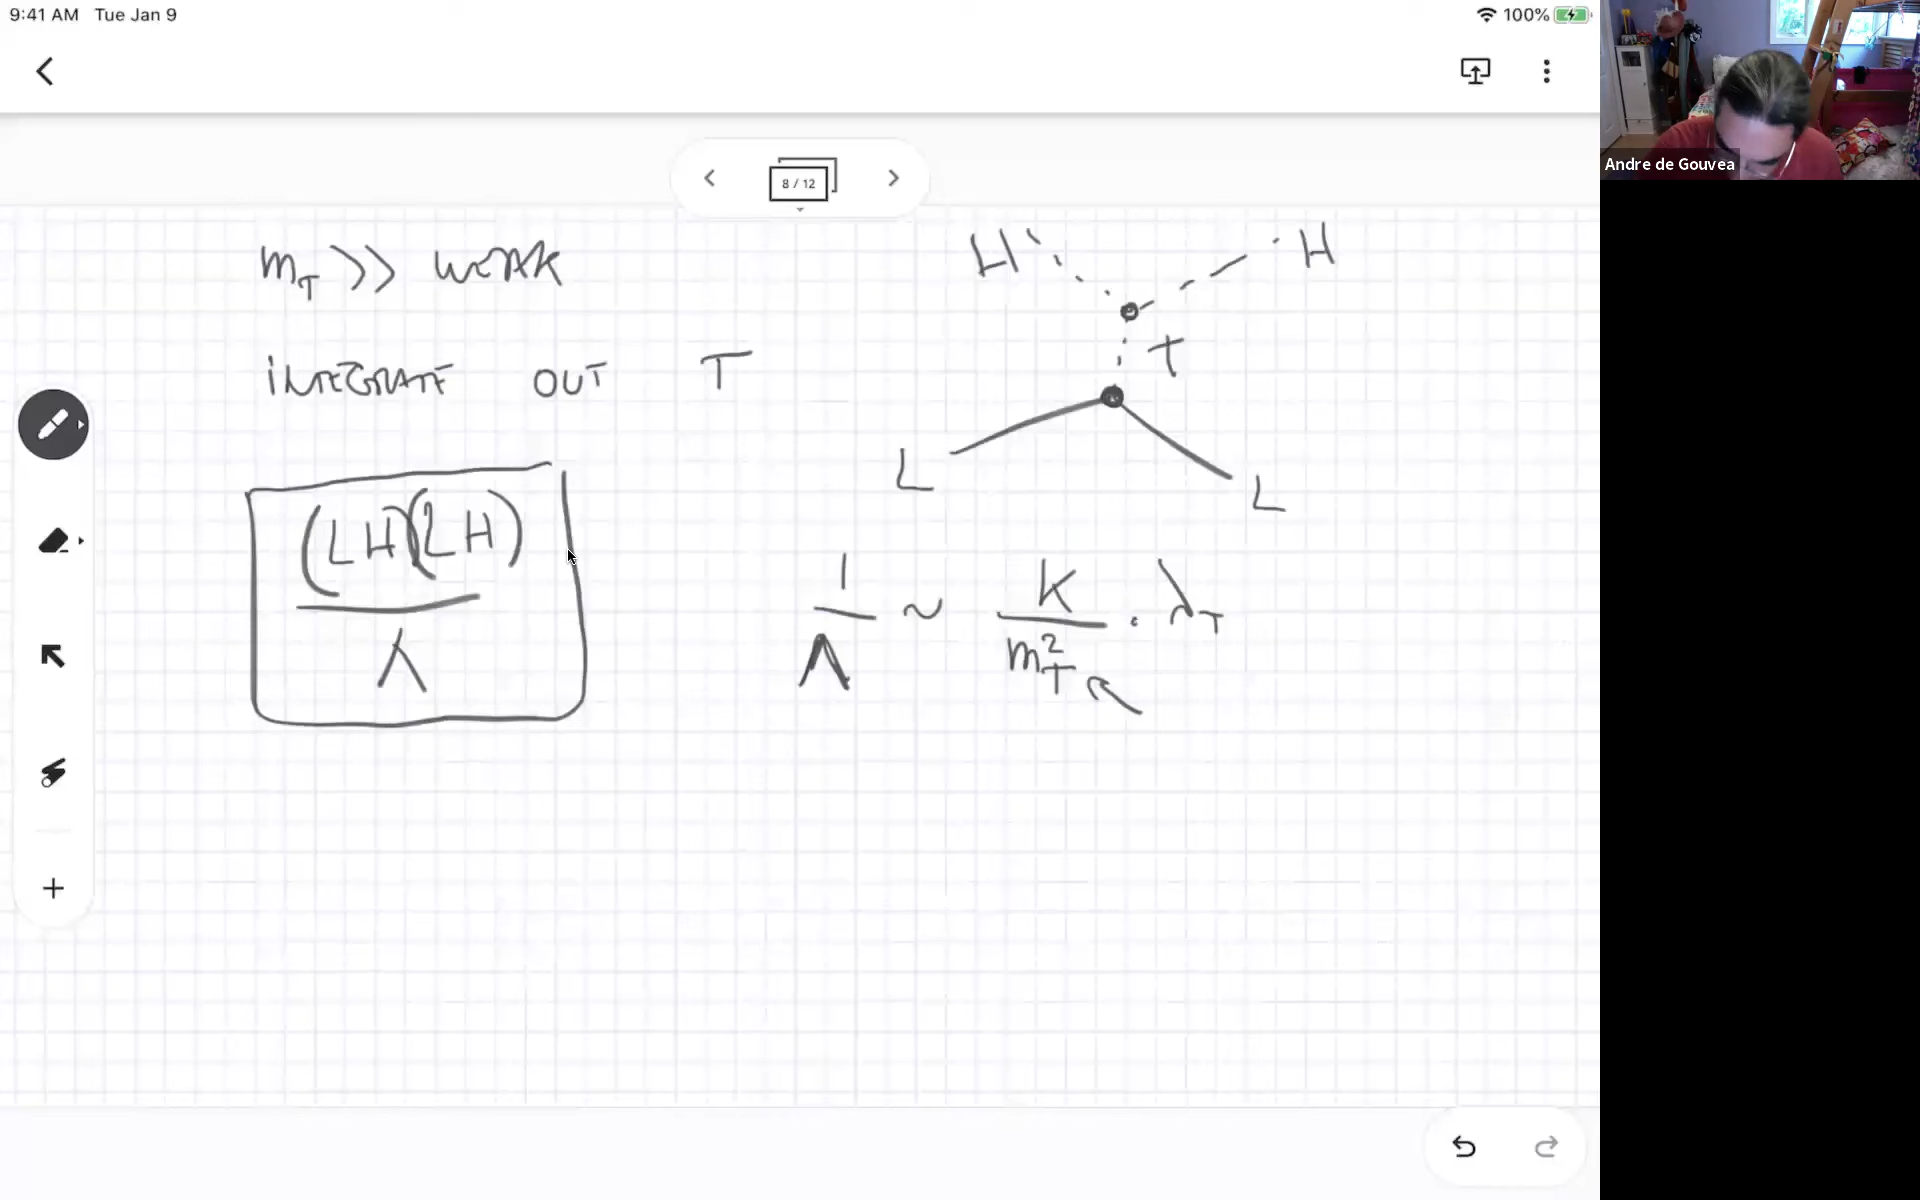 9:41 AM Tue Jan 9
100%
Andre de Gouvea
8 / 12
m_T >> WEAK
INTEGRATE OUT T
H H
T
L L
(LH)(LH)
Λ
1/Λ ~ K/m_T^2 . λ_T